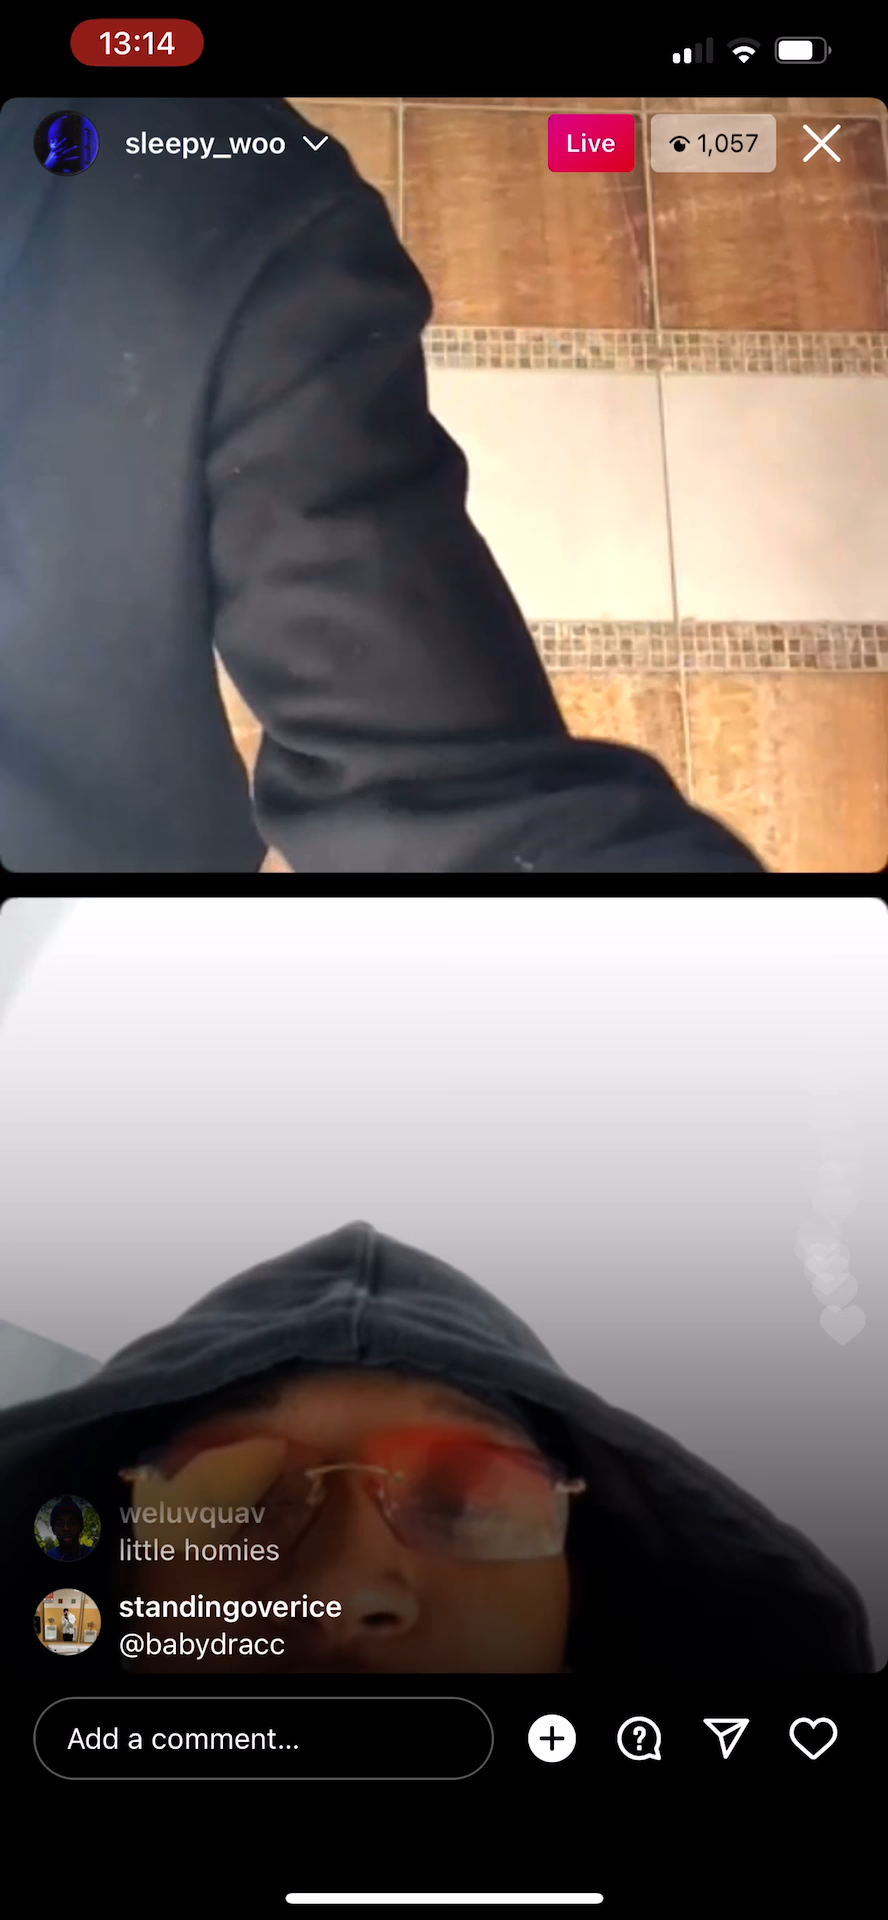 13:14
sleepy_woo
Live
1,057
weluvquav
little homies
standingoverice
@babydracc
Add a comment...